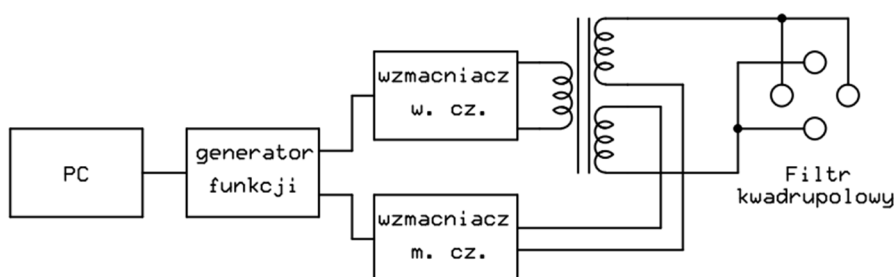 PC
generator
funkcji
wzmacniacz
w. cz.
wzmacniacz
m. cz.
Filtr
kwadrupolowy